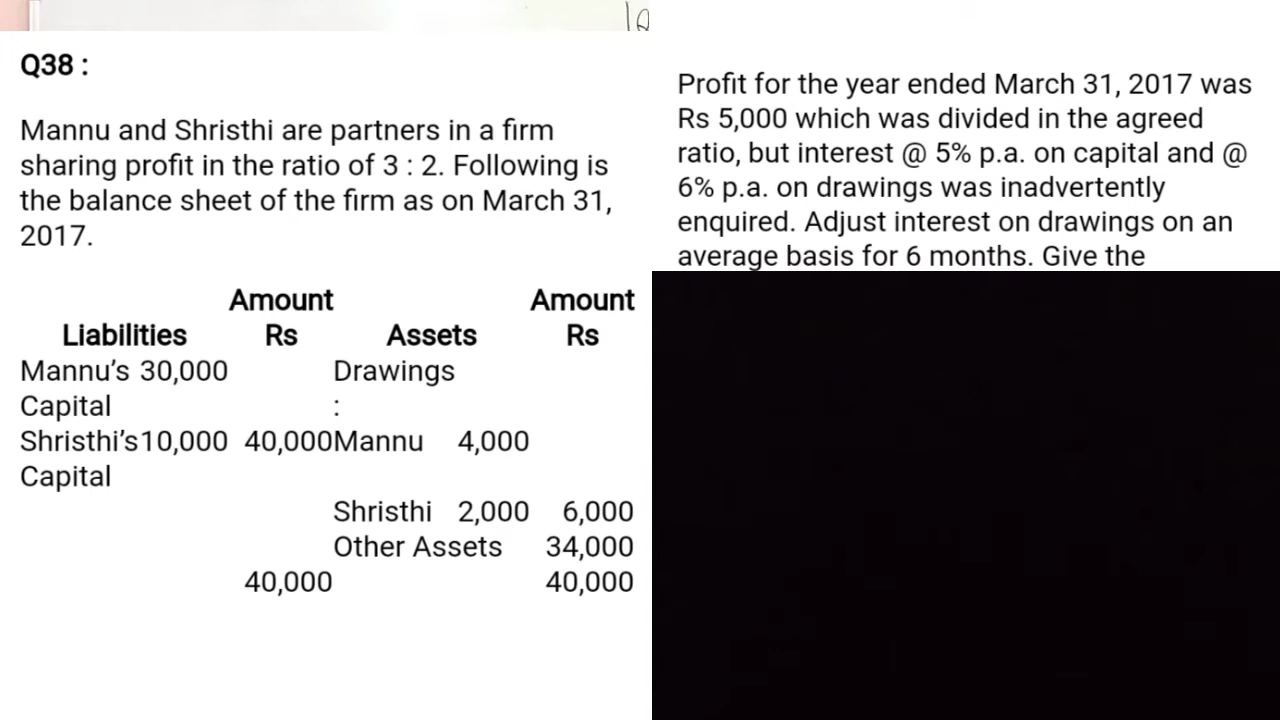 Q38 :
Mannu and Shristhi are partners in a firm
sharing profit in the ratio of 3 : 2. Following is
the balance sheet of the firm as on March 31,
2017.
Amount Amount
Liabilities Rs Assets Rs
Mannu’s 30,000 Drawings
Capital :
Shristhi’s 10,000 40,000 Mannu 4,000
Capital
Shristhi 2,000 6,000
Other Assets 34,000
40,000 40,000
Profit for the year ended March 31, 2017 was
Rs 5,000 which was divided in the agreed
ratio, but interest @ 5% p.a. on capital and @
6% p.a. on drawings was inadvertently
enquired. Adjust interest on drawings on an
average basis for 6 months. Give the